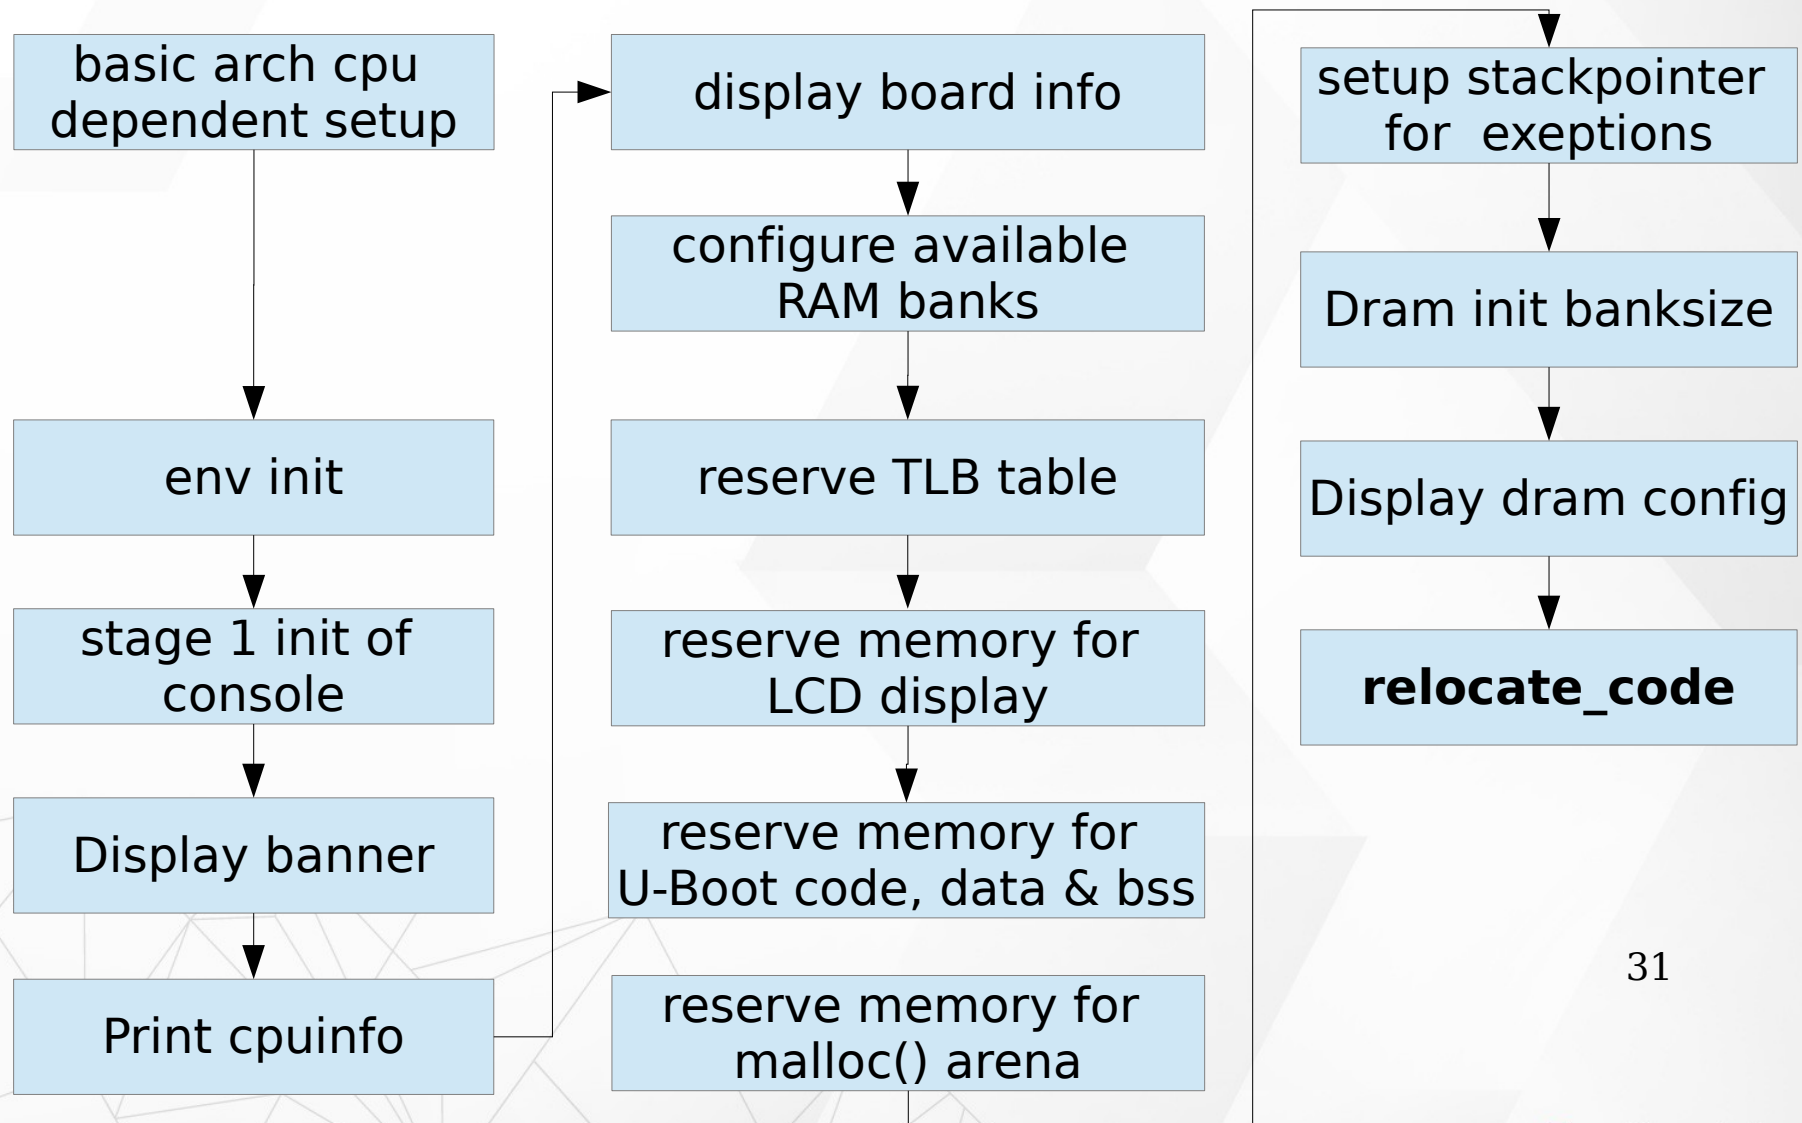 basic arch cpu
dependent setup
env init
stage 1 init of
console
Display banner
Print cpuinfo
display board info
configure available
RAM banks
reserve TLB table
reserve memory for
LCD display
reserve memory for
U-Boot code, data & bss
reserve memory for
malloc() arena
setup stackpointer
for  exeptions
Dram init banksize
Display dram config
relocate_code
31